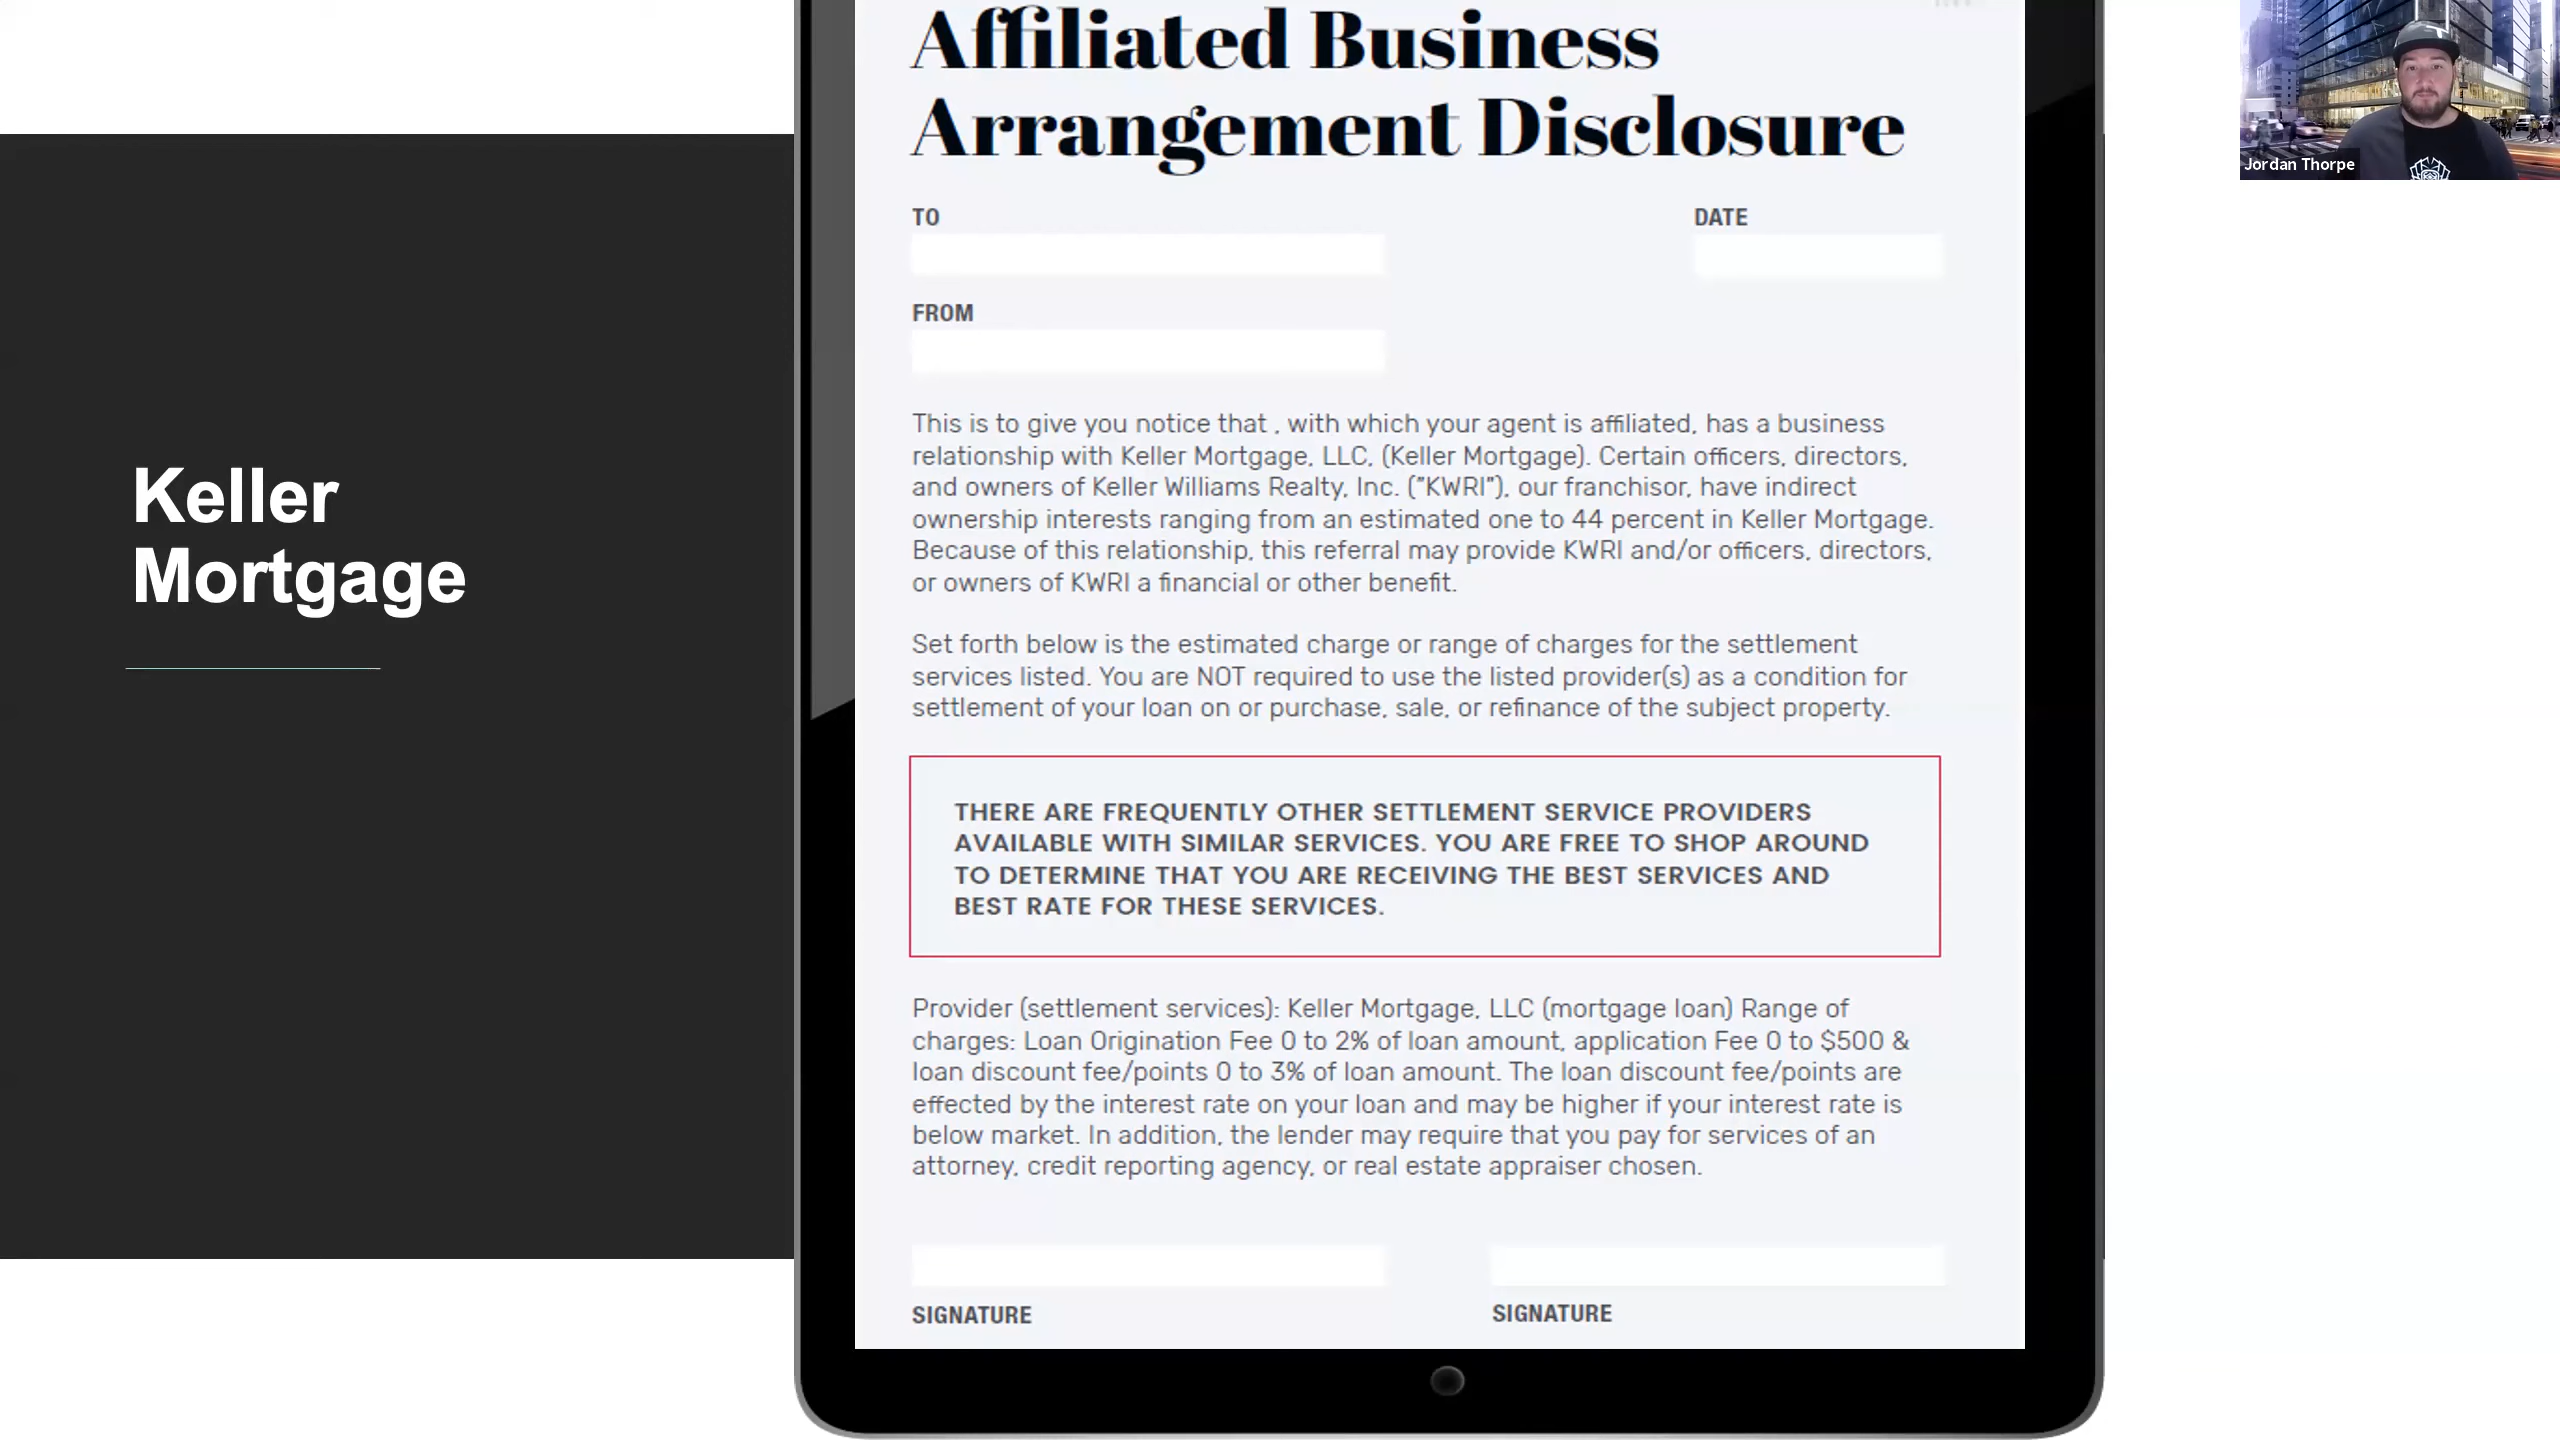 Keller
Mortgage
Affiliated Business
Arrangement Disclosure
TO
DATE
FROM
This is to give you notice that , with which your agent is affiliated, has a business
relationship with Keller Mortgage, LLC, (Keller Mortgage). Certain officers, directors,
and owners of Keller Williams Realty, Inc. ("KWRI"), our franchisor, have indirect
ownership interests ranging from an estimated one to 44 percent in Keller Mortgage.
Because of this relationship, this referral may provide KWRI and/or officers, directors,
or owners of KWRI a financial or other benefit.
Set forth below is the estimated charge or range of charges for the settlement
services listed. You are NOT required to use the listed provider(s) as a condition for
settlement of your loan on or purchase, sale, or refinance of the subject property.
THERE ARE FREQUENTLY OTHER SETTLEMENT SERVICE PROVIDERS
AVAILABLE WITH SIMILAR SERVICES. YOU ARE FREE TO SHOP AROUND
TO DETERMINE THAT YOU ARE RECEIVING THE BEST SERVICES AND
BEST RATE FOR THESE SERVICES.
Provider (settlement services): Keller Mortgage, LLC (mortgage loan) Range of
charges: Loan Origination Fee 0 to 2% of loan amount, application Fee 0 to $500 &
loan discount fee/points 0 to 3% of loan amount. The loan discount fee/points are
effected by the interest rate on your loan and may be higher if your interest rate is
below market. In addition, the lender may require that you pay for services of an
attorney, credit reporting agency, or real estate appraiser chosen.
SIGNATURE
SIGNATURE
Jordan Thorpe